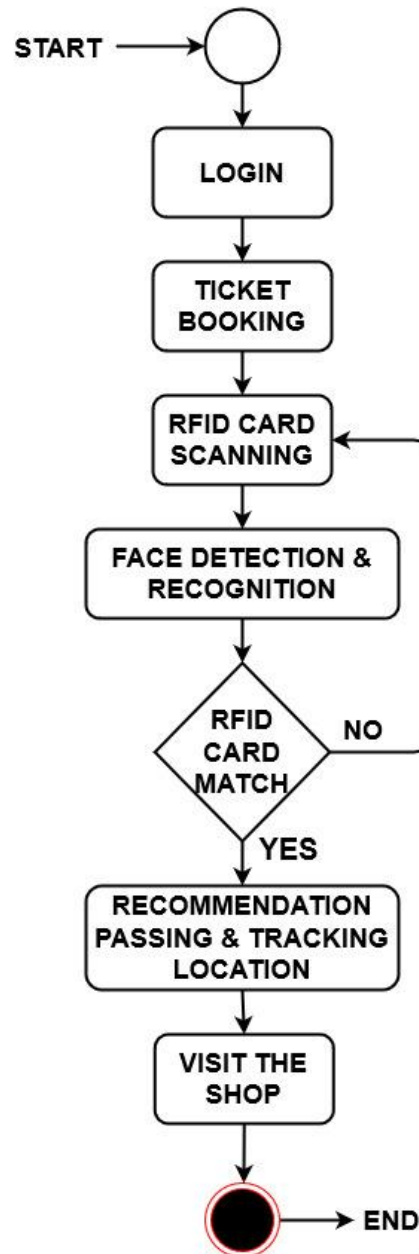 START
LOGIN
TICKET
BOOKING
RFID CARD
SCANNING
FACE DETECTION &
RECOGNITION
RFID
CARD
MATCH
NO
YES
RECOMMENDATION
PASSING & TRACKING
LOCATION
VISIT THE
SHOP
END